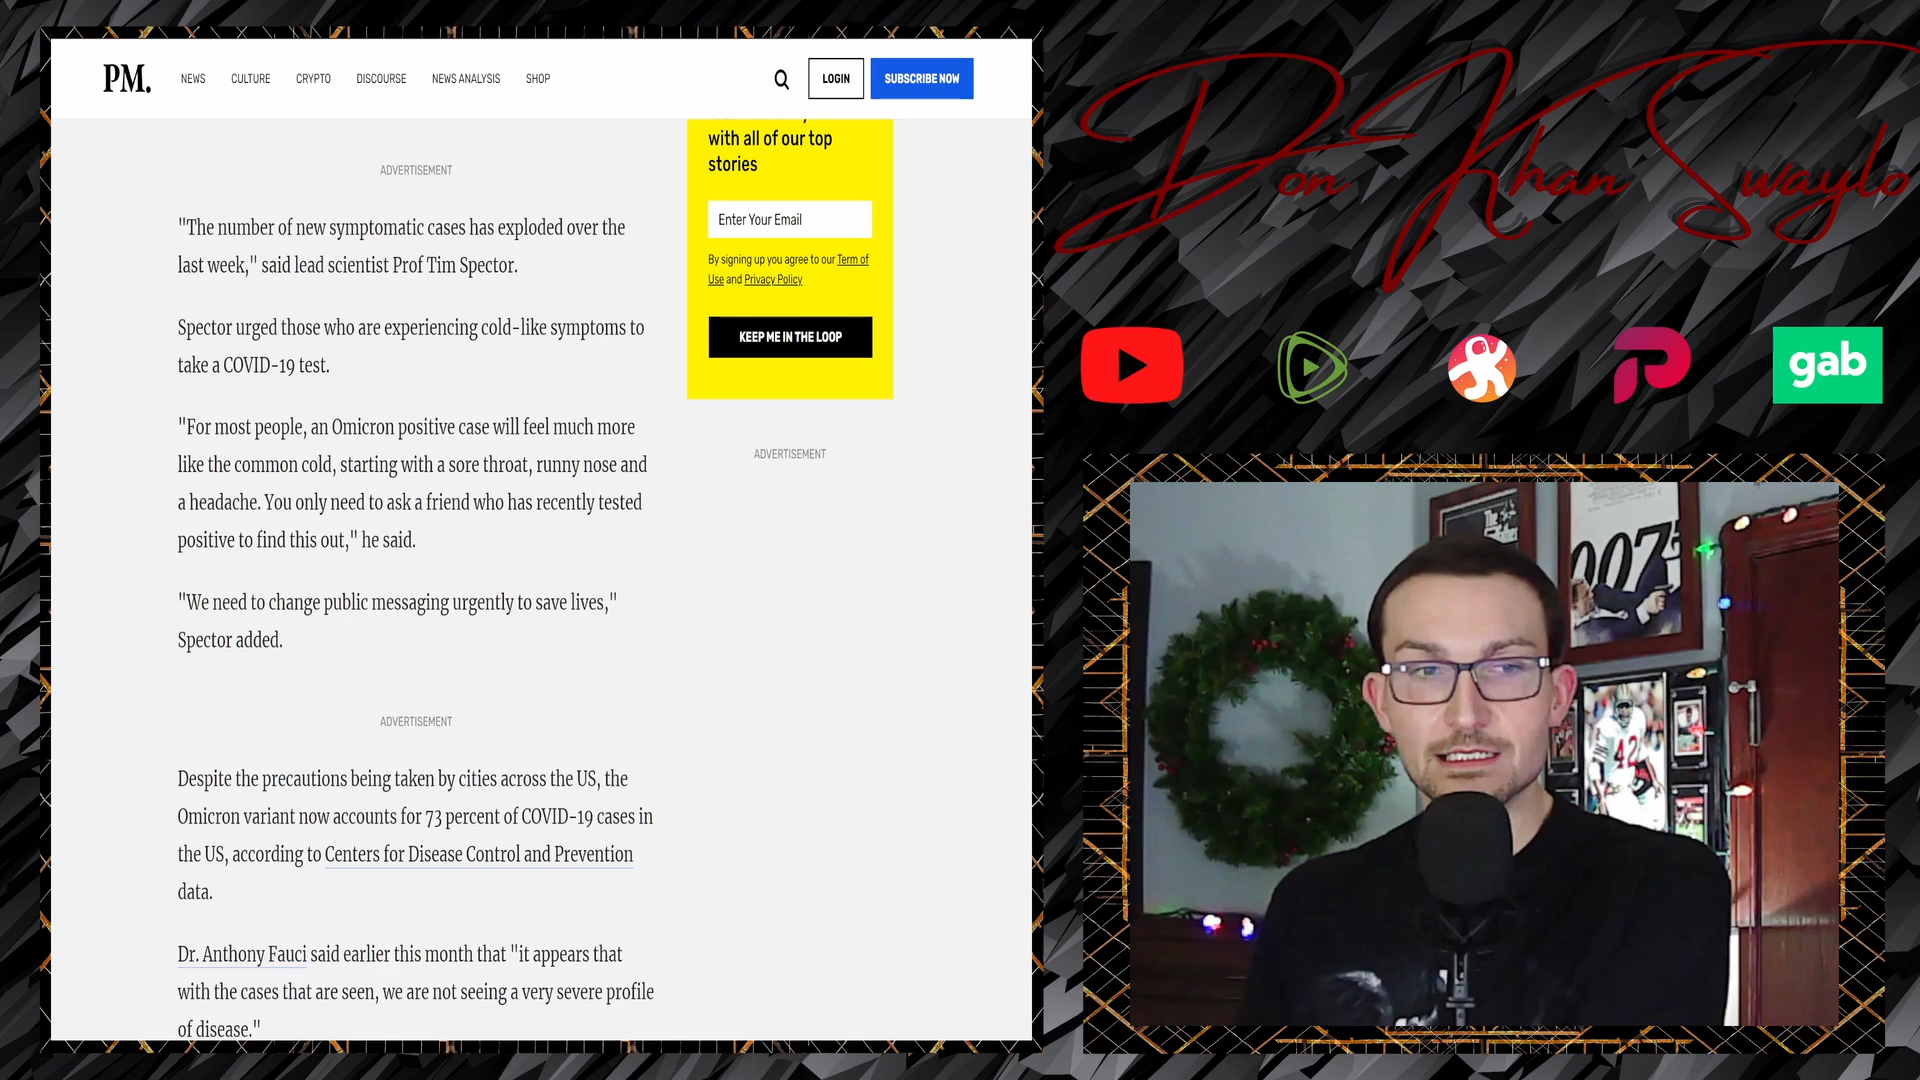 PM.
NEWS
CULTURE
CRYPTO
DISCOURSE
NEWS ANALYSIS
SHOP
LOGIN
SUBSCRIBE NOW
ADVERTISEMENT
"The number of new symptomatic cases has exploded over the
last week," said lead scientist Prof Tim Spector.
Spector urged those who are experiencing cold-like symptoms to
take a COVID-19 test.
"For most people, an Omicron positive case will feel much more
like the common cold, starting with a sore throat, runny nose and
a headache. You only need to ask a friend who has recently tested
positive to find this out," he said.
"We need to change public messaging urgently to save lives,"
Spector added.
ADVERTISEMENT
Despite the precautions being taken by cities across the US, the
Omicron variant now accounts for 73 percent of COVID-19 cases in
the US, according to Centers for Disease Control and Prevention
data.
Dr. Anthony Fauci said earlier this month that "it appears that
with the cases that are seen, we are not seeing a very severe profile
of disease."
with all of our top
stories
Enter Your Email
By signing up you agree to our Term of
Use and Privacy Policy
KEEP ME IN THE LOOP
ADVERTISEMENT
Don Khan Swaylo
gab
The
007
42